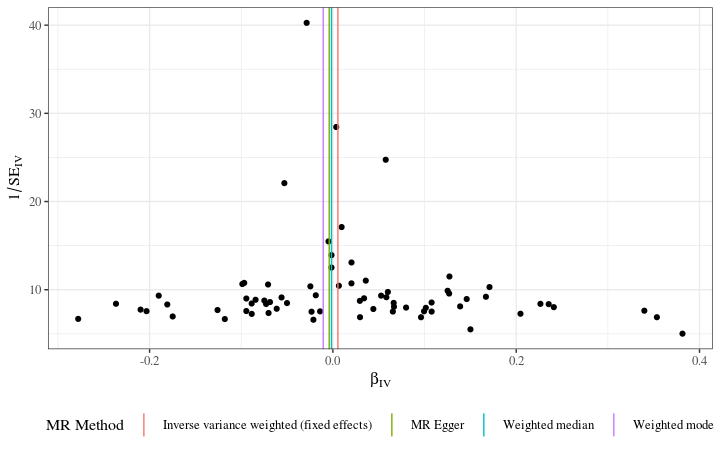 40
30
20
10
1/SE_IV
-0.2
0.0
0.2
0.4
β_IV
MR Method
Inverse variance weighted (fixed effects)
MR Egger
Weighted median
Weighted mode